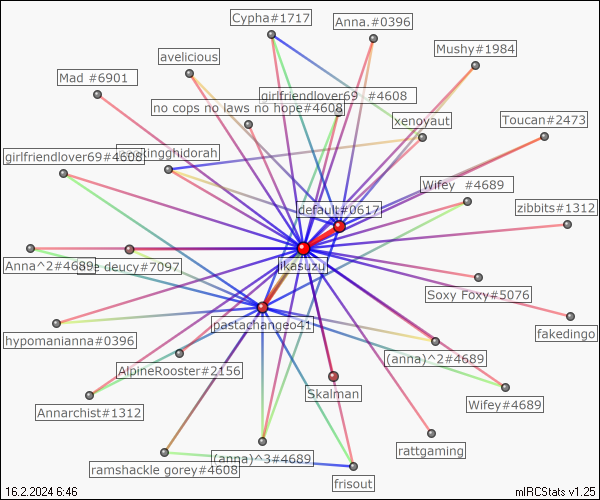 Cypha#1717
Anna.#0396
Mushy#1984
avelicious
Mad #6901
girlfriendlover69 #4608
no cops no laws no hope#4608
xenoyaut
Toucan#2473
girlfriendlover69#4608
ghidorah
Wifey #4689
default#0617
zibbits#1312
Anna^2#4689
deucy#7097
ikasuzu
Soxy Foxy#5076
pastachangeo41
fakedingo
hypomanianna#0396
(anna)^2#4689
AlpineRooster#2156
Skalman
Annarchist#1312
Wifey#4689
rattgaming
(anna)^3#4689
ramshackle gorey#4608
frisout
16.2.2024 6:46
mIRCStats v1.25